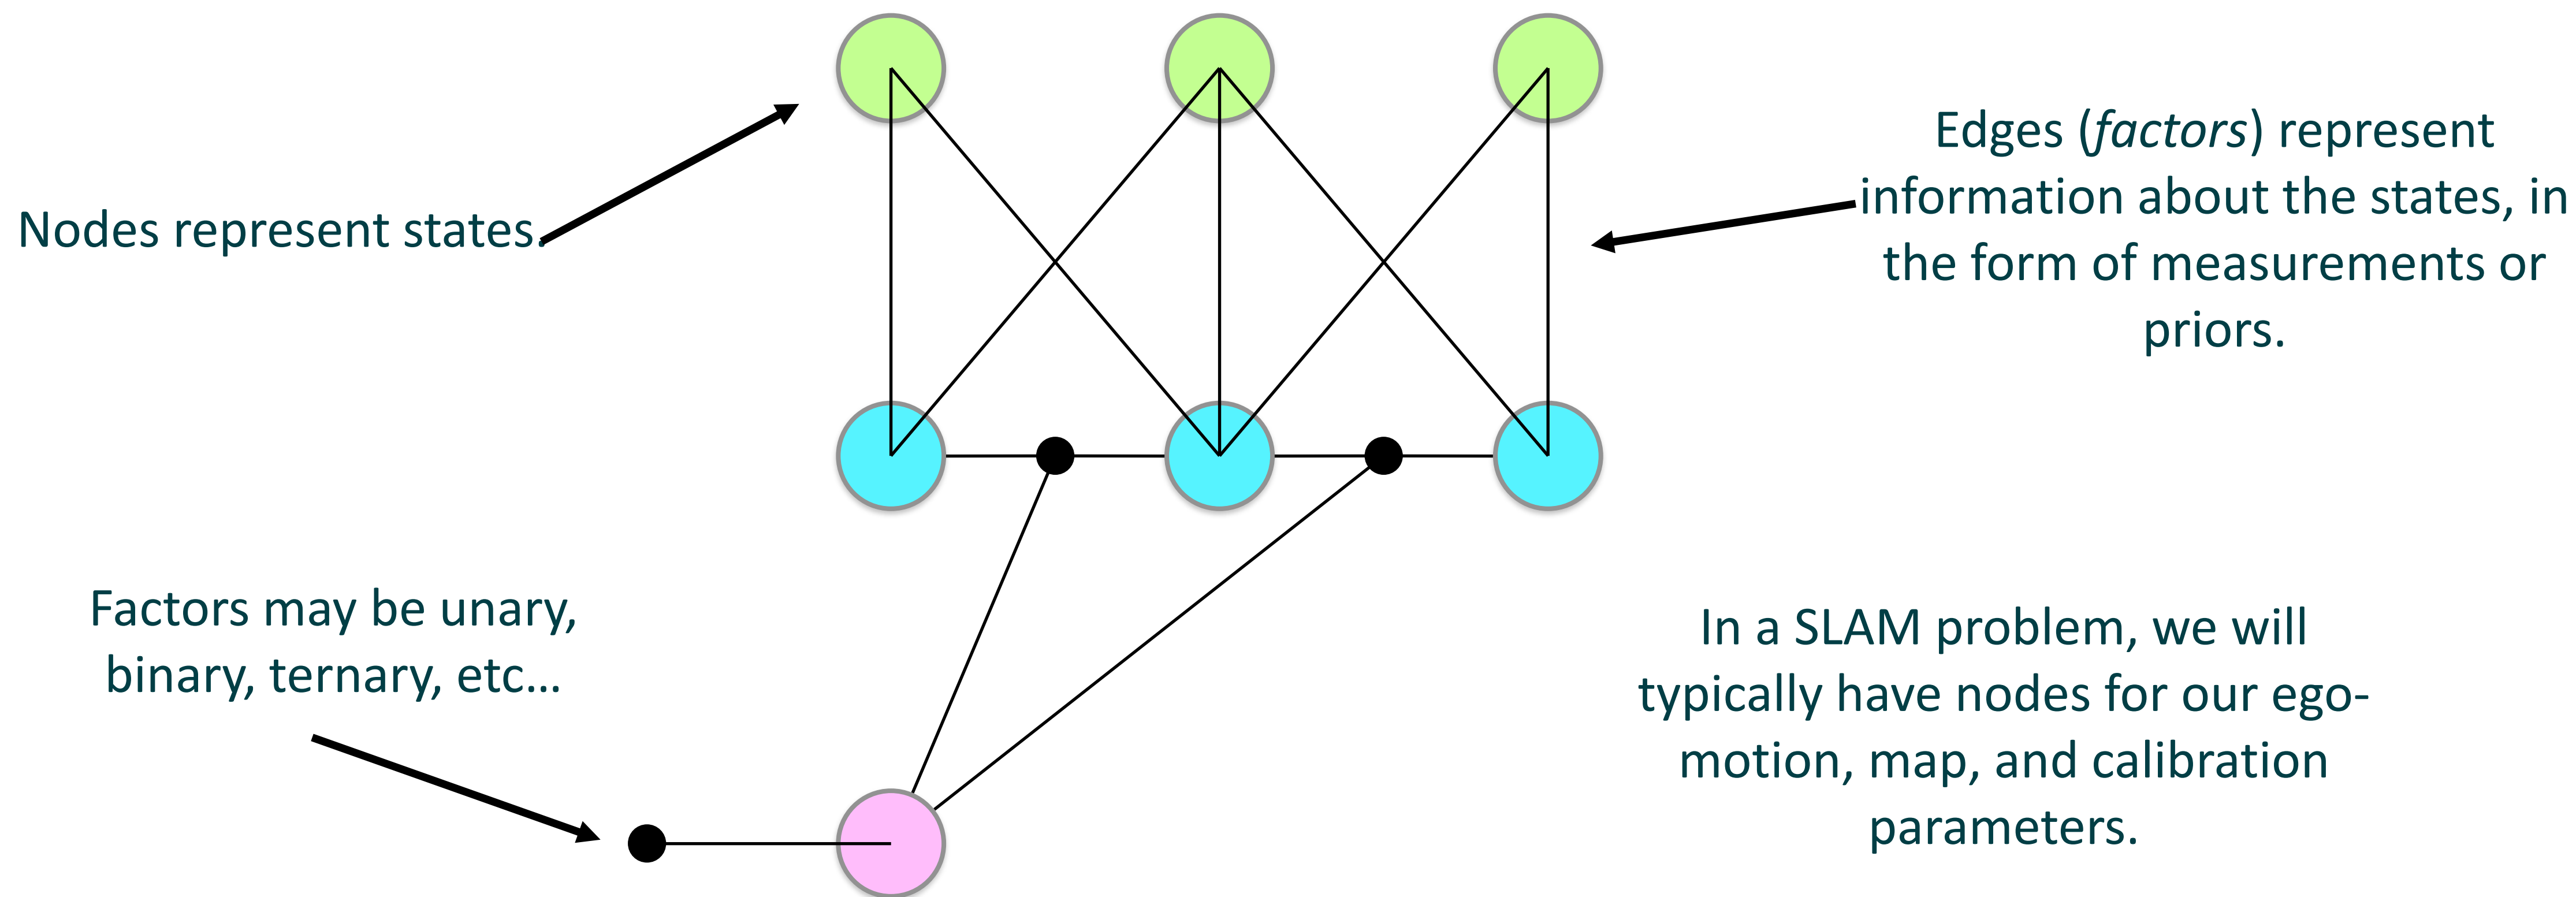 Nodes represent states.
Edges (factors) represent
information about the states, in
the form of measurements or
priors.
Factors may be unary,
binary, ternary, etc…
In a SLAM problem, we will
typically have nodes for our ego-
motion, map, and calibration
parameters.